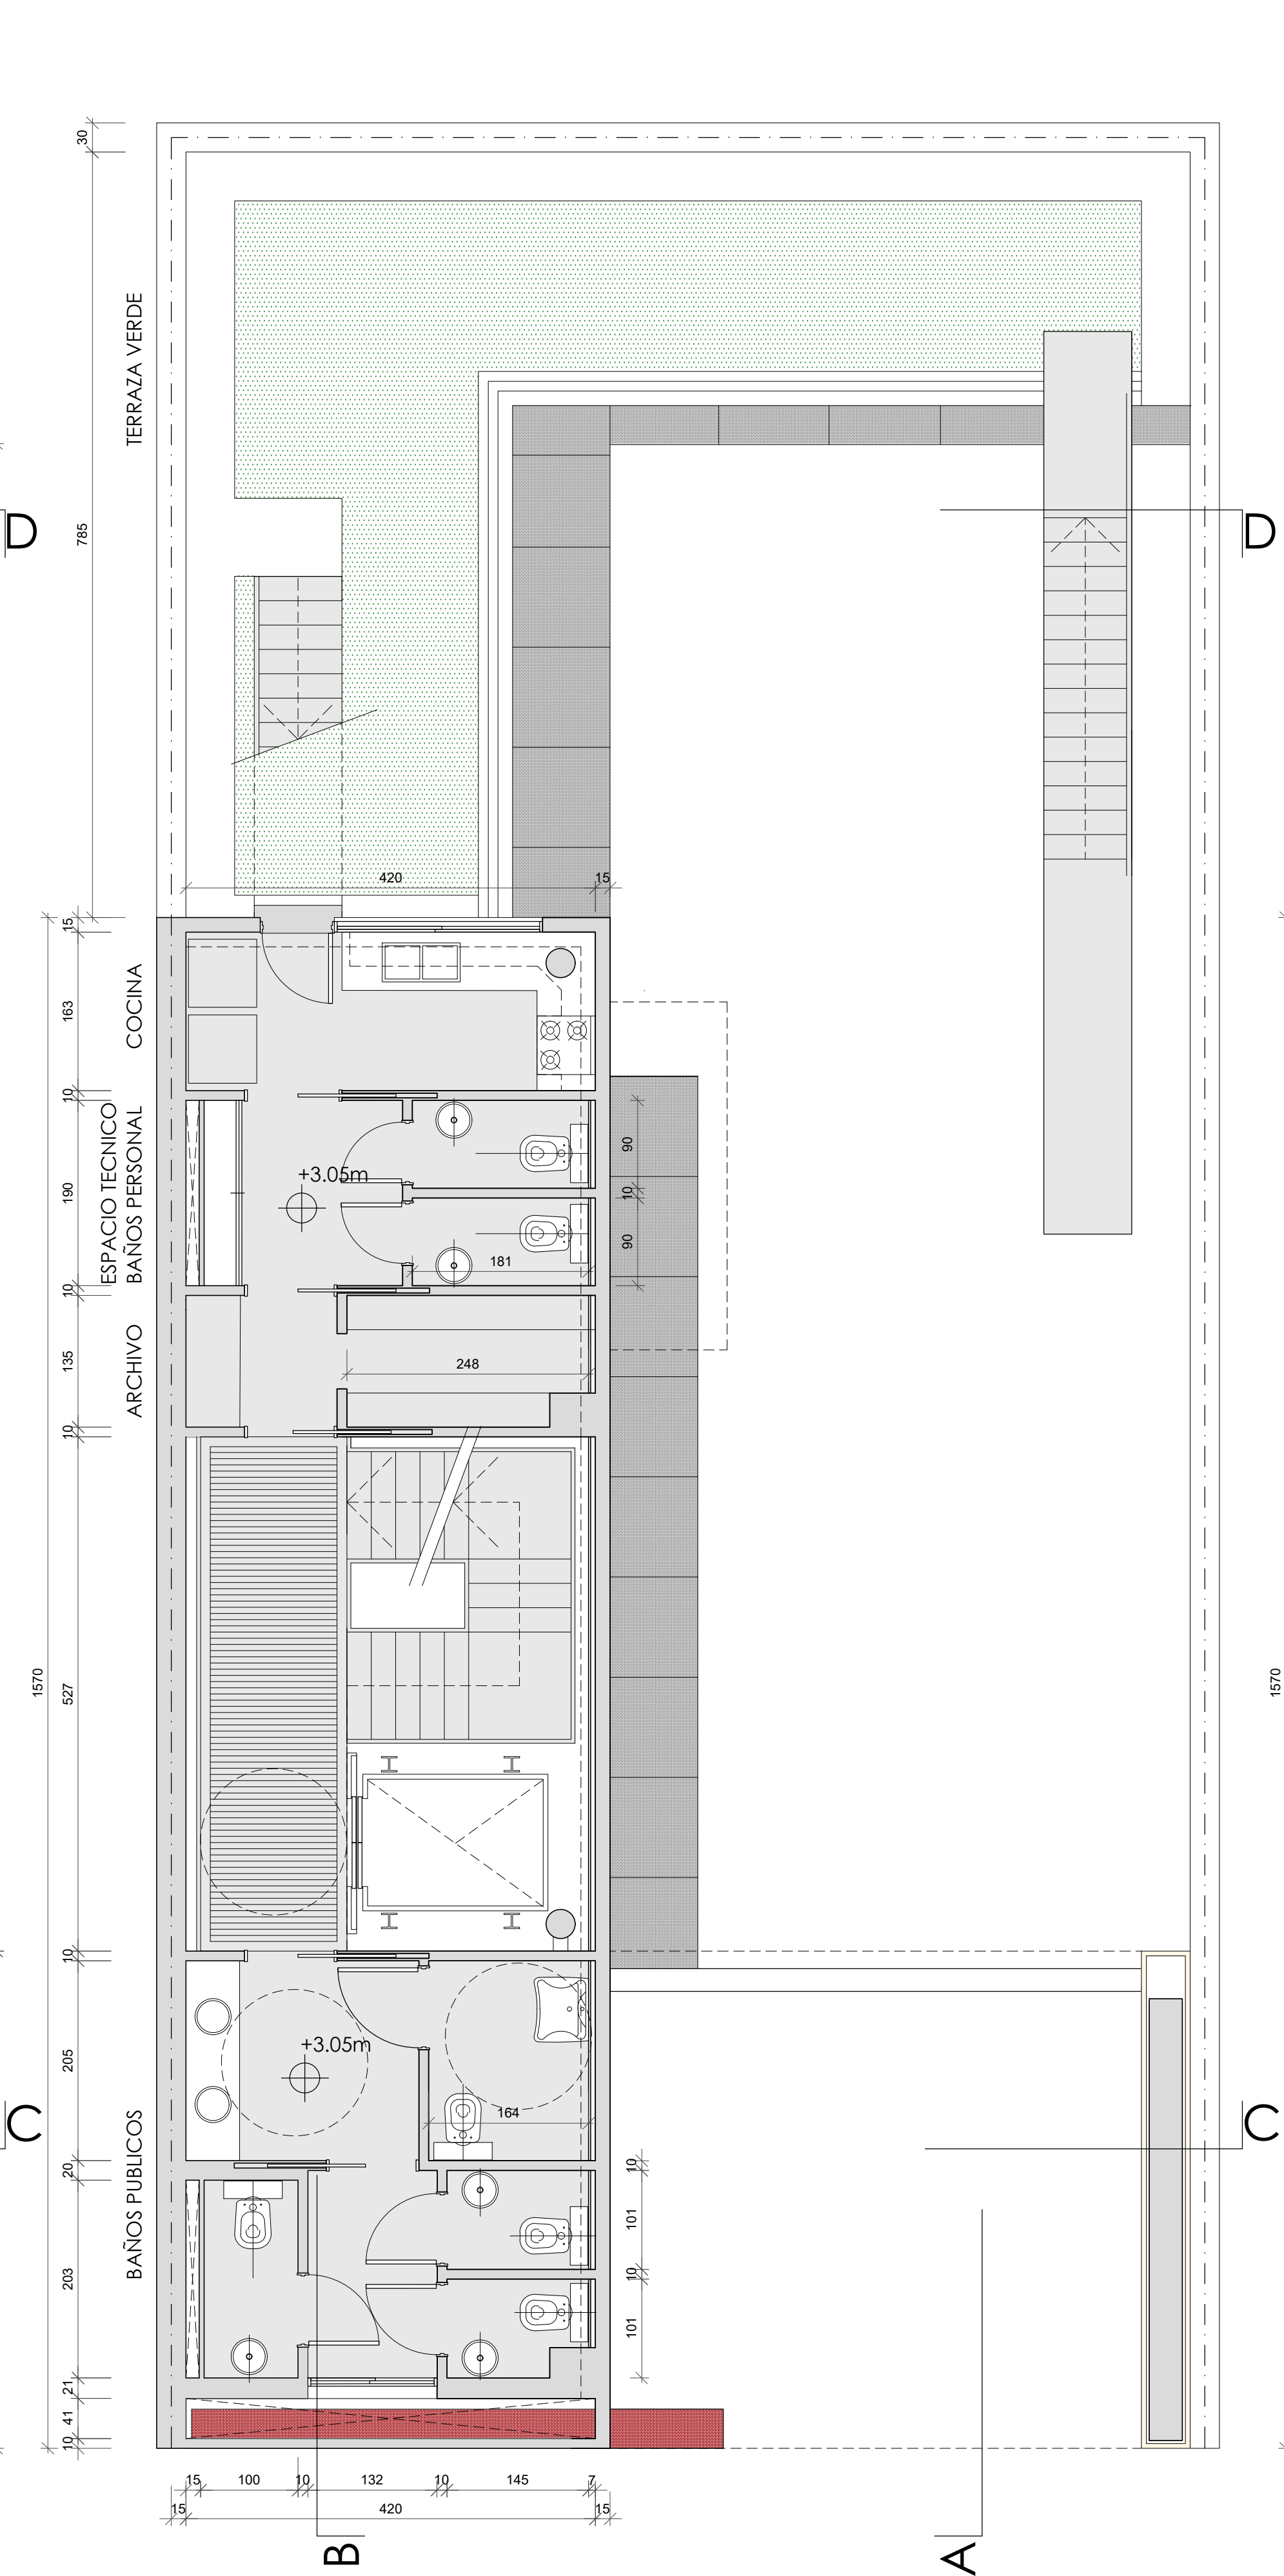 30
TERRAZA VERDE
785
D
D
420
15
15
COCINA
163
10
ESPACIO TECNICO
BAÑOS PERSONAL
190
+3.05m
90
10
90
181
10
ARCHIVO
135
248
10
1570
527
1570
10
+3.05m
205
164
C
C
BAÑOS PUBLICOS
20
10
101
203
10
101
21
41
10
15
100
10
132
10
145
7
15
420
15
B
A